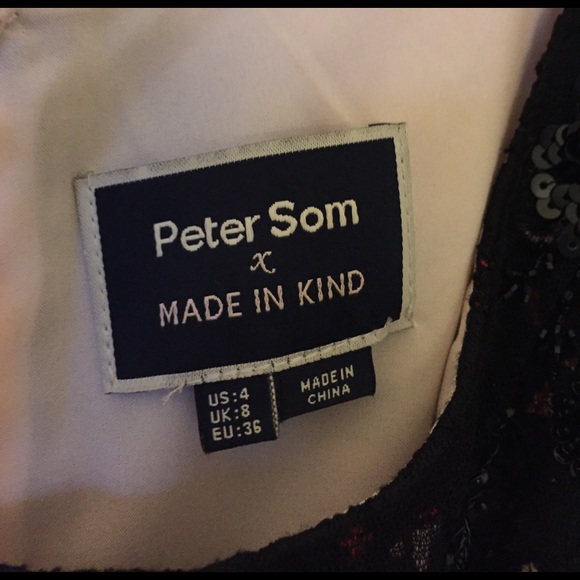 Peter Som
x
MADE IN KIND
US:4
UK:8
EU:36
MADE IN
CHINA